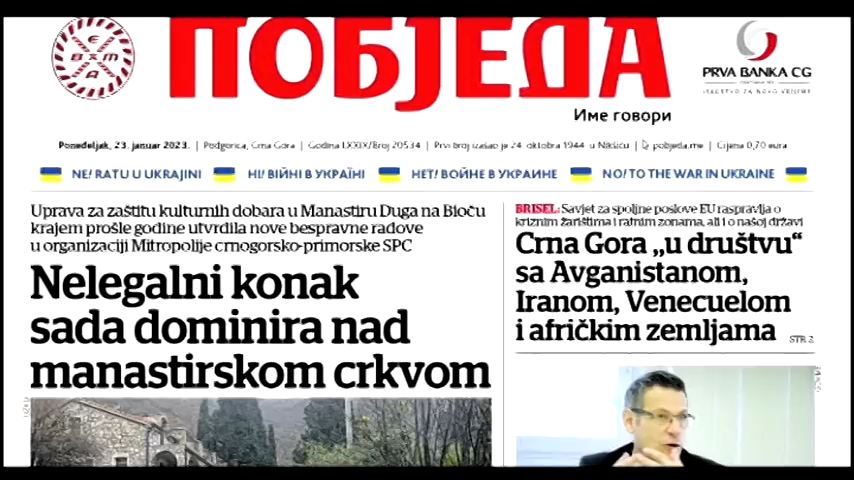 ПОБЈЕДА
Име говори
PRVA BANKA CG
Ponedeljak, 23. januar 2023. | Podgorica, Crna Gora | Godina LXXIX/Broj 20534 | Prvi broj izašao je 24. oktobra 1944. u Nikšiću | pobjeda.me | Cijena 0,70 eura
NE! RATU U UKRAJINI НІ! ВІЙНІ В УКРАЇНІ НЕТ! ВОЙНЕ В УКРАИНЕ NO! TO THE WAR IN UKRAINE
Uprava za zaštitu kulturnih dobara u Manastiru Duga na Bioču
krajem prošle godine utvrdila nove bespravne radove
u organizaciji Mitropolije crnogorsko-primorske SPC
Nelegalni konak
sada dominira nad
manastirskom crkvom
BRISEL: Savjet za spoljne poslove EU raspravlja o
kriznim žarištima i ratnim zonama, ali i o našoj državi
Crna Gora „u društvu“
sa Avganistanom,
Iranom, Venecuelom
i afričkim zemljama
STR 2